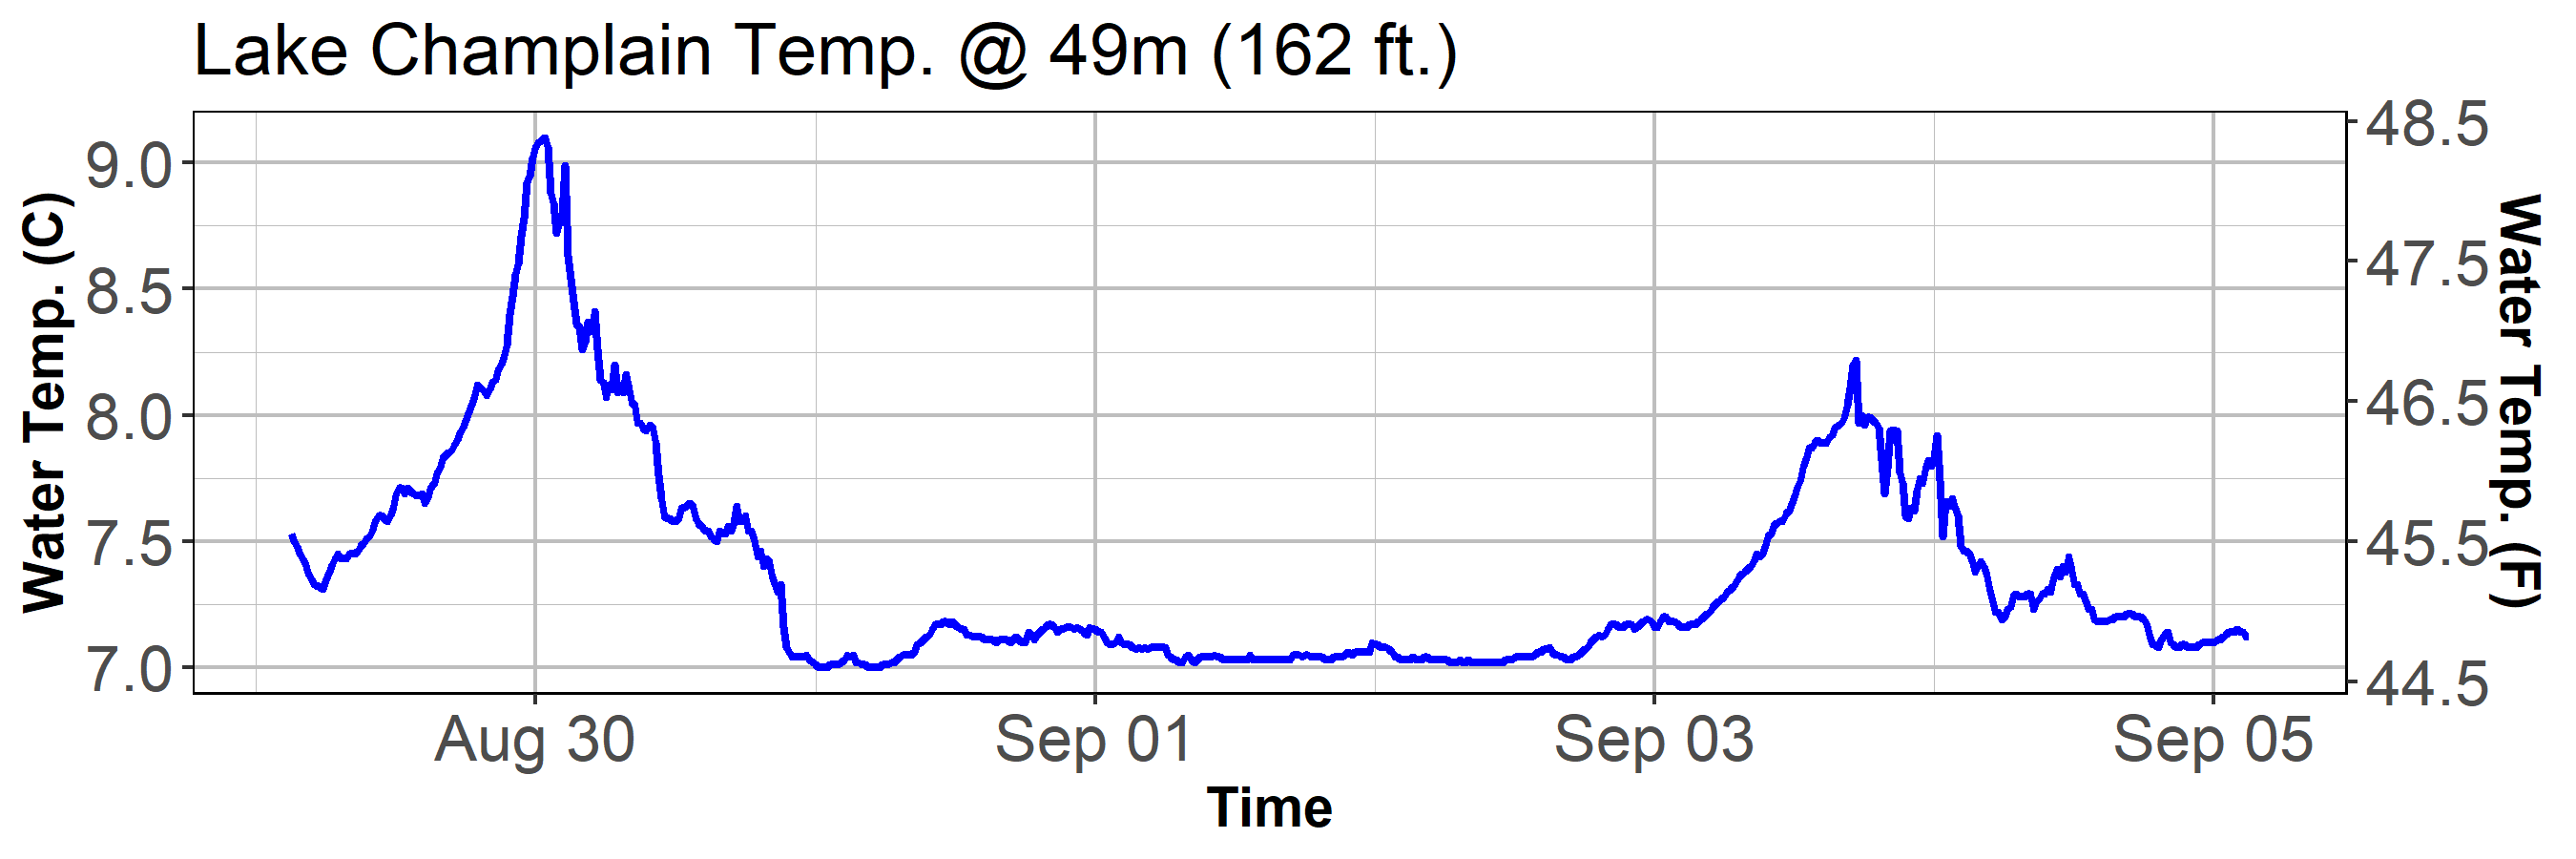 Lake Champlain Temp. @ 49m (162 ft.)
Water Temp. (C)
9.0
8.5
8.0
7.5
7.0
48.5
47.5
46.5
45.5
44.5
Water Temp. (F)
Aug 30
Sep 01
Sep 03
Sep 05
Time